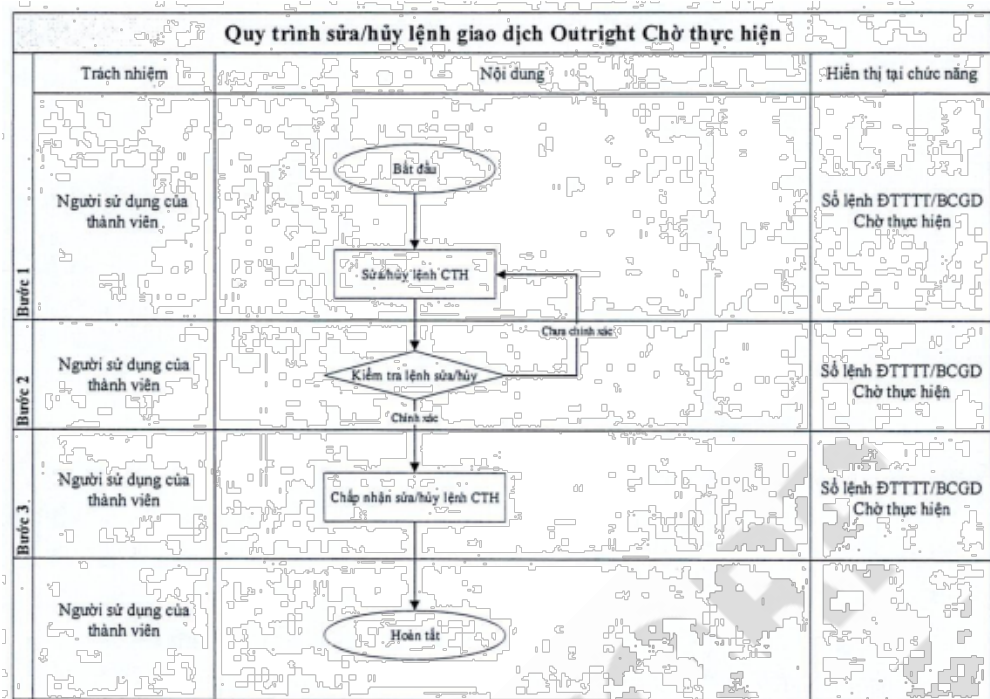 Quy trình sửa/hủy lệnh giao dịch Outright Chờ thực hiện
Trách nhiệm
Nội dung
Hiển thị tại chức năng
Bước 1
Người sử dụng của
thành viên
Bắt đầu
Sửa/hủy lệnh CTH
Sổ lệnh ĐTTTT/BCGD
Chờ thực hiện
Chưa chính xác
Bước 2
Người sử dụng của
thành viên
Kiểm tra lệnh sửa/hủy
Chính xác
Sổ lệnh ĐTTTT/BCGD
Chờ thực hiện
Bước 3
Người sử dụng của
thành viên
Chấp nhận sửa/hủy lệnh CTH
Sổ lệnh ĐTTTT/BCGD
Chờ thực hiện
Người sử dụng của
thành viên
Hoàn tất